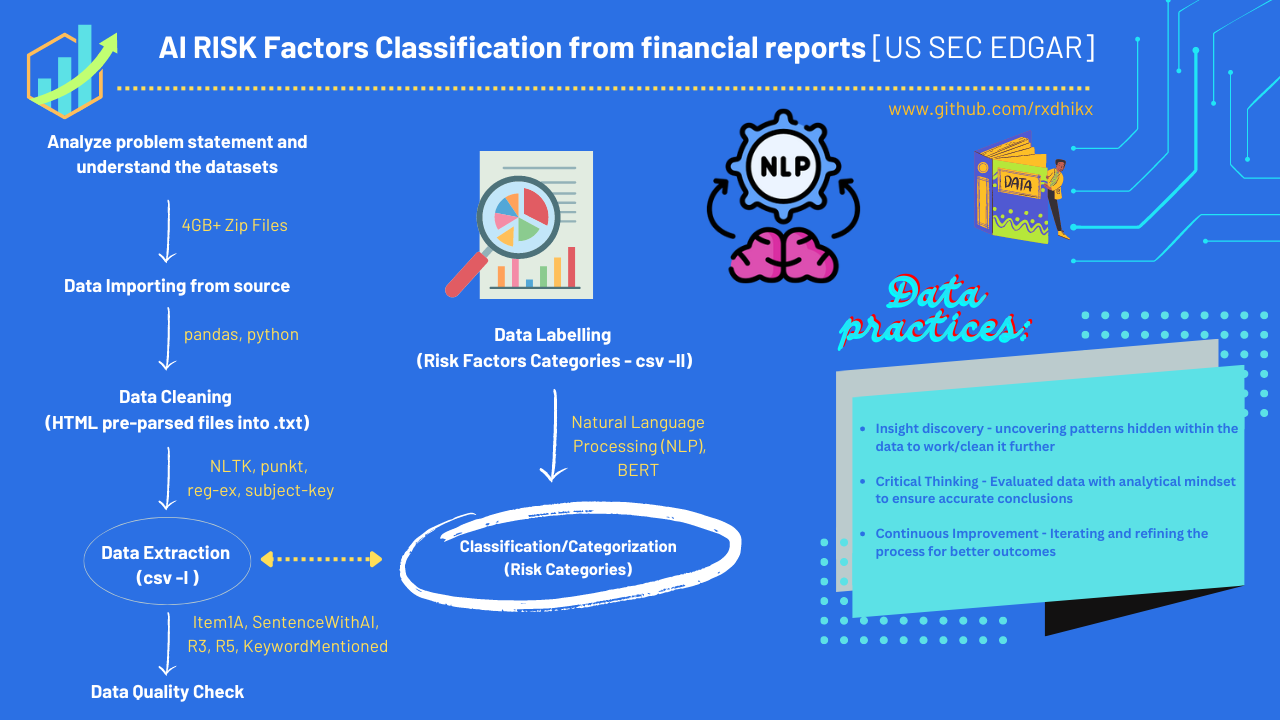 AI RISK Factors Classification from financial reports [US SEC EDGAR]
www.github.com/rxdhikx
Analyze problem statement and
understand the datasets
4GB+ Zip Files
Data Importing from source
pandas, python
Data Cleaning
(HTML pre-parsed files into .txt)
NLTK, punkt,
reg-ex, subject-key
Data Extraction
(csv -I )
Item1A, SentenceWithAI,
R3, R5, KeywordMentioned
Data Quality Check
Data Labelling
(Risk Factors Categories - csv -II)
Natural Language
Processing (NLP),
BERT
Classification/Categorization
(Risk Categories)
NLP
DATA
Data
practices:
• Insight discovery - uncovering patterns hidden within the
data to work/clean it further
• Critical Thinking - Evaluated data with analytical mindset
to ensure accurate conclusions
• Continuous Improvement - Iterating and refining the
process for better outcomes